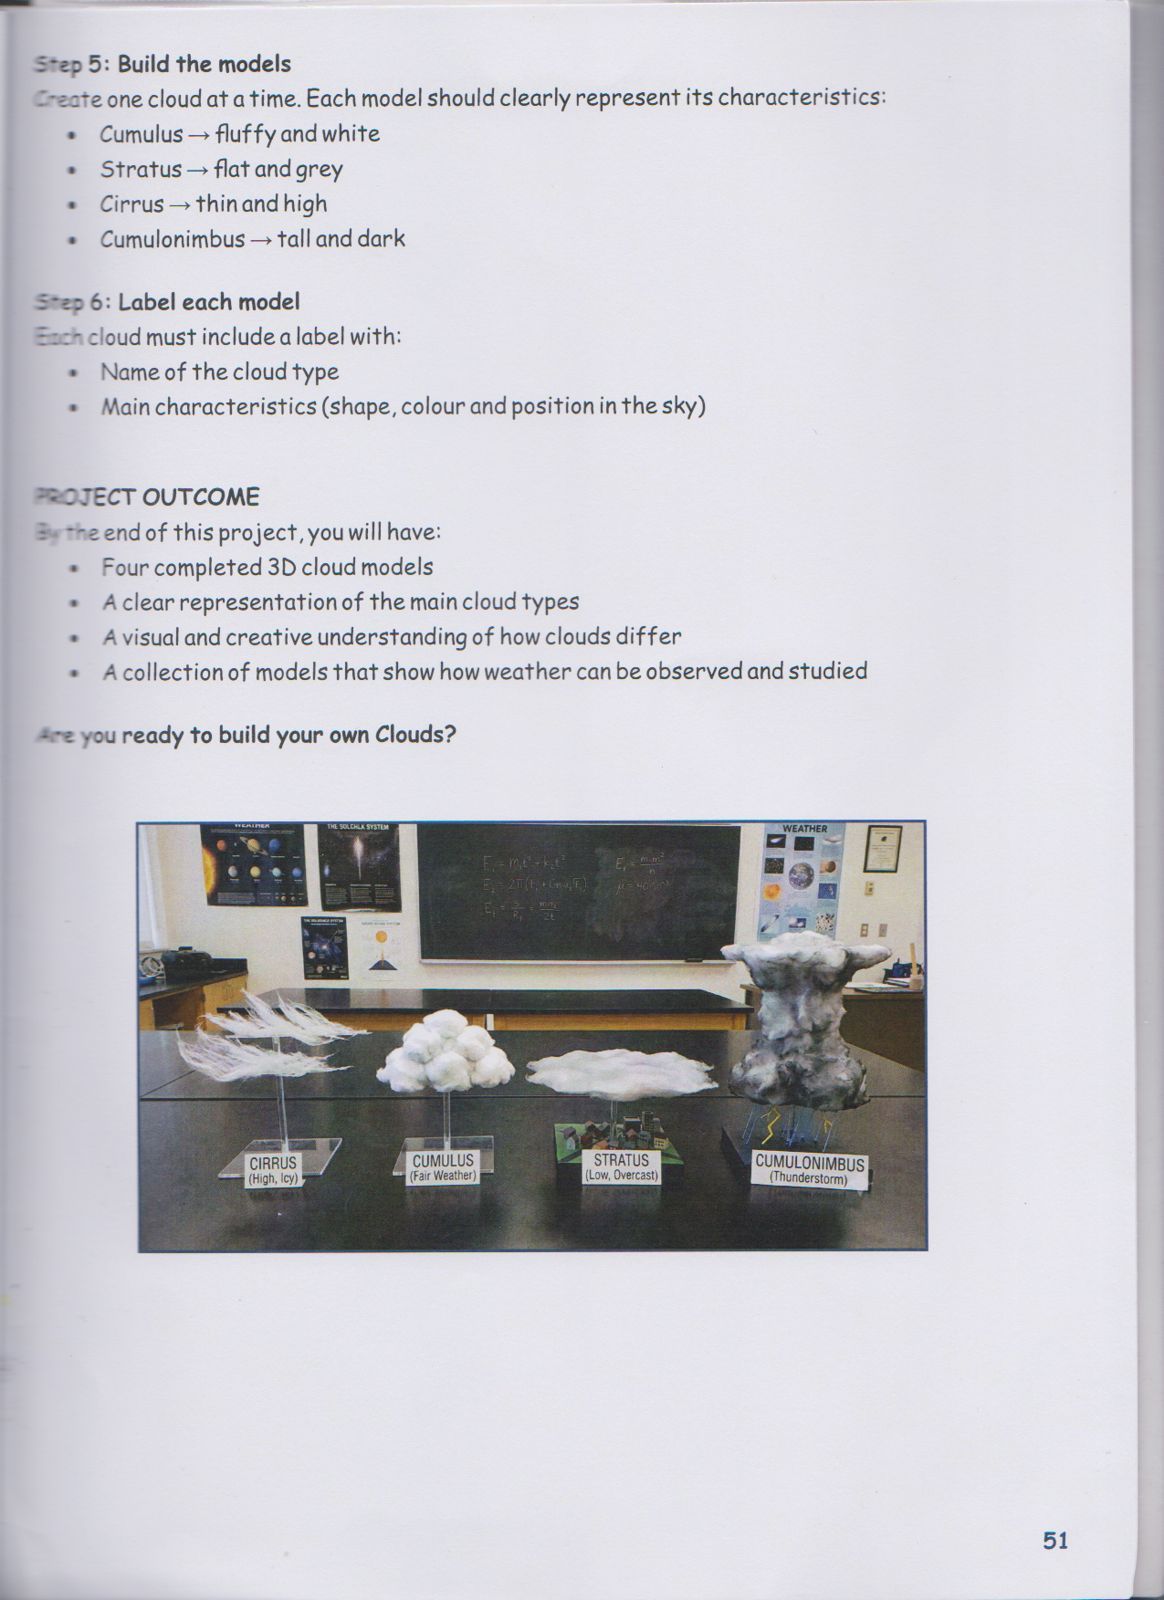 Step 5: Build the models
Create one cloud at a time. Each model should clearly represent its characteristics:
• Cumulus → fluffy and white
• Stratus → flat and grey
• Cirrus → thin and high
• Cumulonimbus → tall and dark
Step 6: Label each model
Each cloud must include a label with:
• Name of the cloud type
• Main characteristics (shape, colour and position in the sky)
PROJECT OUTCOME
By the end of this project, you will have:
• Four completed 3D cloud models
• A clear representation of the main cloud types
• A visual and creative understanding of how clouds differ
• A collection of models that show how weather can be observed and studied
Are you ready to build your own Clouds?
WEATHER
THE SOLCHLA SYSTEM
WEATHER
CIRRUS
(High, Icy)
CUMULUS
(Fair Weather)
STRATUS
(Low, Overcast)
CUMULONIMBUS
(Thunderstorm)
51